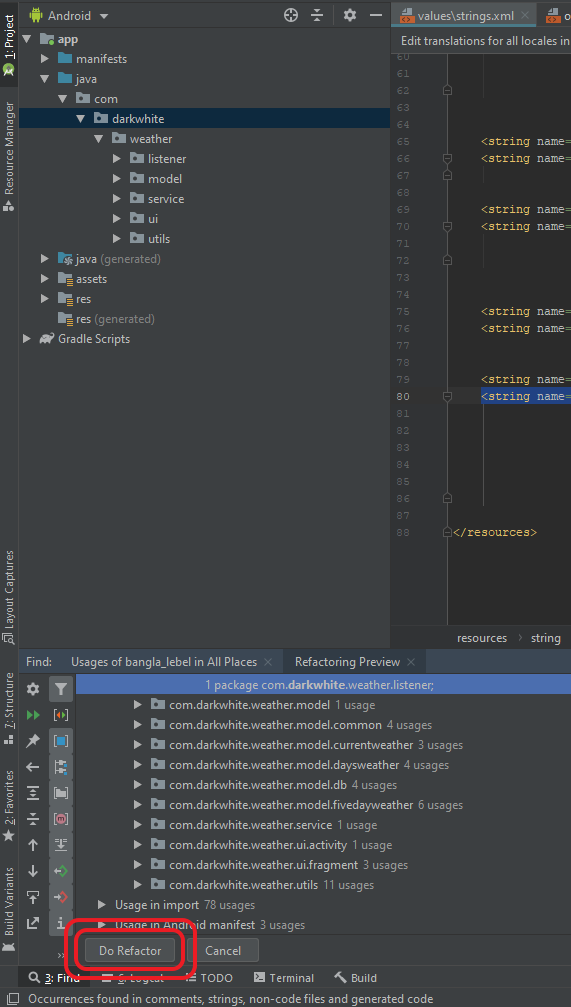 Android
values\strings.xml
Edit translations for all locales in
1: Project
Resource Manager
Layout Captures
7: Structure
2: Favorites
Build Variants
app
manifests
java
com
darkwhite
weather
listener
model
service
ui
utils
java (generated)
assets
res
res (generated)
Gradle Scripts
60
61
62
63
64
65 <string name=
66 <string name=
67
68
69 <string name=
70 <string name=
71
72
73
74
75 <string name=
76 <string name=
77
78
79 <string name=
80 <string name=
81
82
83
84
85
86
87
88 </resources>
resources › string
Find: Usages of bangla_lebel in All Places Refactoring Preview
1 package com.darkwhite.weather.listener;
com.darkwhite.weather.model 1 usage
com.darkwhite.weather.model.common 4 usages
com.darkwhite.weather.model.currentweather 3 usages
com.darkwhite.weather.model.daysweather 4 usages
com.darkwhite.weather.model.db 4 usages
com.darkwhite.weather.model.fivedayweather 6 usages
com.darkwhite.weather.service 1 usage
com.darkwhite.weather.ui.activity 1 usage
com.darkwhite.weather.ui.fragment 3 usages
com.darkwhite.weather.utils 11 usages
Usage in import 78 usages
Usage in Android manifest 3 usages
Do Refactor Cancel
3: Find 6: Logcat TODO Terminal Build
Occurrences found in comments, strings, non-code files and generated code